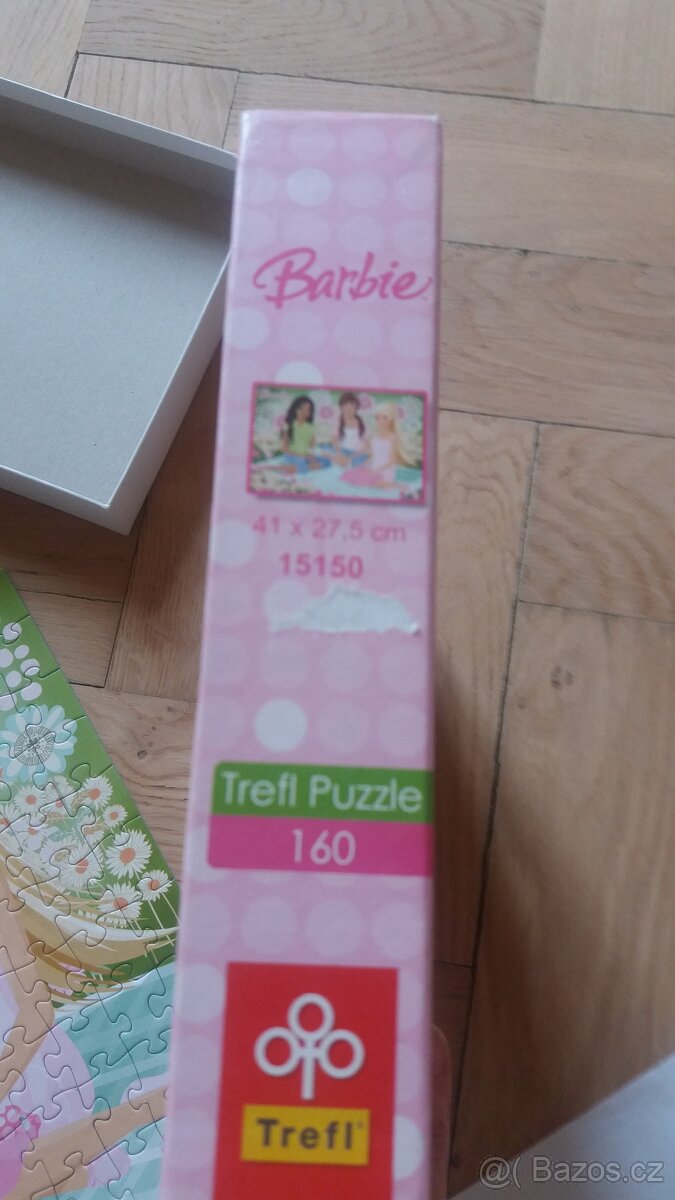 Barbie
41 x 27,5 cm
15150
Trefl Puzzle
160
Trefl®
@( Bazos.cz